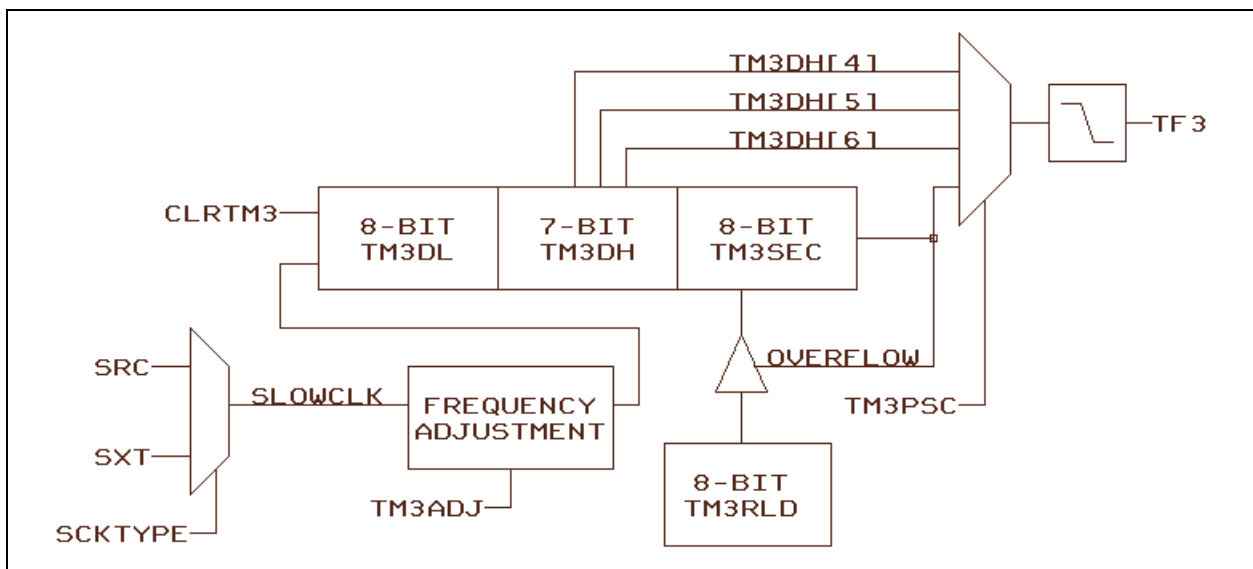 TM3DH[4]
TM3DH[5]
TM3DH[6]
TF3
CLRTM3
8-BIT
TM3DL
7-BIT
TM3DH
8-BIT
TM3SEC
SRC
SXT
SCKTYPE
SLOWCLK
FREQUENCY
ADJUSTMENT
TM3ADJ
OVERFLOW
TM3PSC
8-BIT
TM3RLD